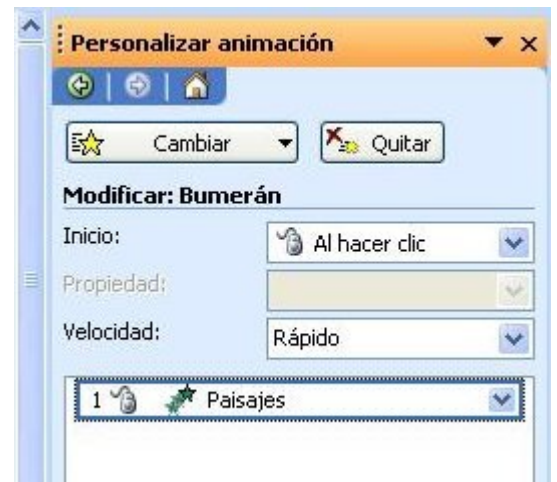 Personalizar animación
Cambiar Quitar
Modificar: Bumerán
Inicio: Al hacer clic
Propiedad:
Velocidad: Rápido
1 Paisajes